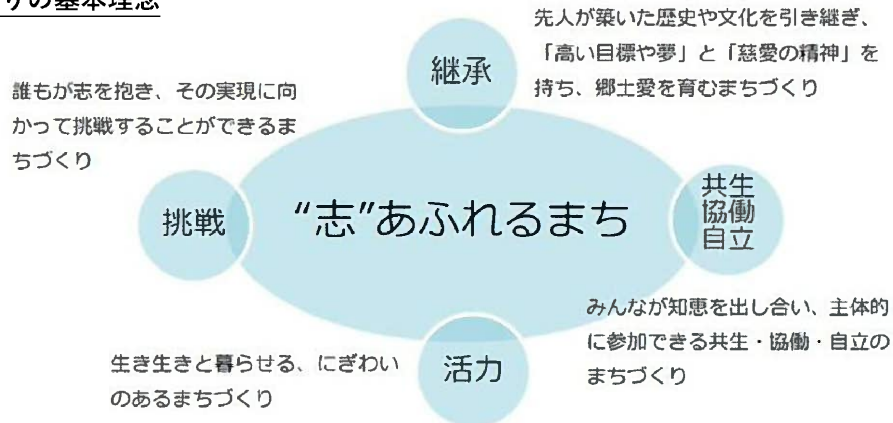 りの基本理念
先人が築いた歴史や文化を引き継ぎ、
「高い目標や夢」と「慈愛の精神」を
持ち、郷土愛を育むまちづくり
継承
誰もが志を抱き、その実現に向
かって挑戦することができるま
ちづくり
挑戦
“志”あふれるまち
共生
協働
自立
みんなが知恵を出し合い、主体的
に参加できる共生・協働・自立の
まちづくり
生き生きと暮らせる、にぎわい
のあるまちづくり
活力